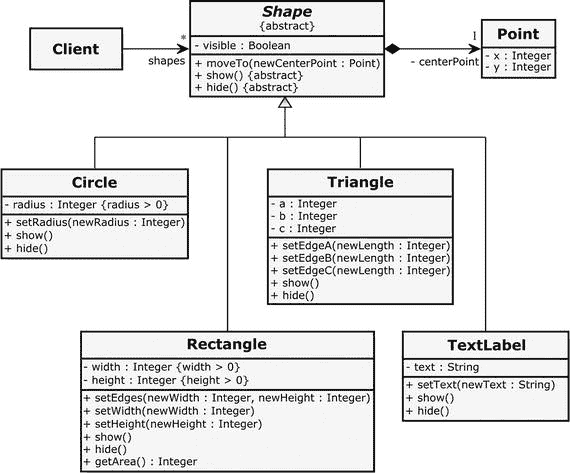 Client
*
shapes
Shape
{abstract}
- visible : Boolean
+ moveTo(newCenterPoint : Point)
+ show() {abstract}
+ hide() {abstract}
1
- centerPoint
Point
- x : Integer
- y : Integer
Circle
- radius : Integer {radius > 0}
+ setRadius(newRadius : Integer)
+ show()
+ hide()
Triangle
- a : Integer
- b : Integer
- c : Integer
+ setEdgeA(newLength : Integer)
+ setEdgeB(newLength : Integer)
+ setEdgeC(newLength : Integer)
+ show()
+ hide()
Rectangle
- width : Integer {width > 0}
- height : Integer {height > 0}
+ setEdges(newWidth : Integer, newHeight : Integer)
+ setWidth(newWidth : Integer)
+ setHeight(newHeight : Integer)
+ show()
+ hide()
+ getArea() : Integer
TextLabel
- text : String
+ setText(newText : String)
+ show()
+ hide()